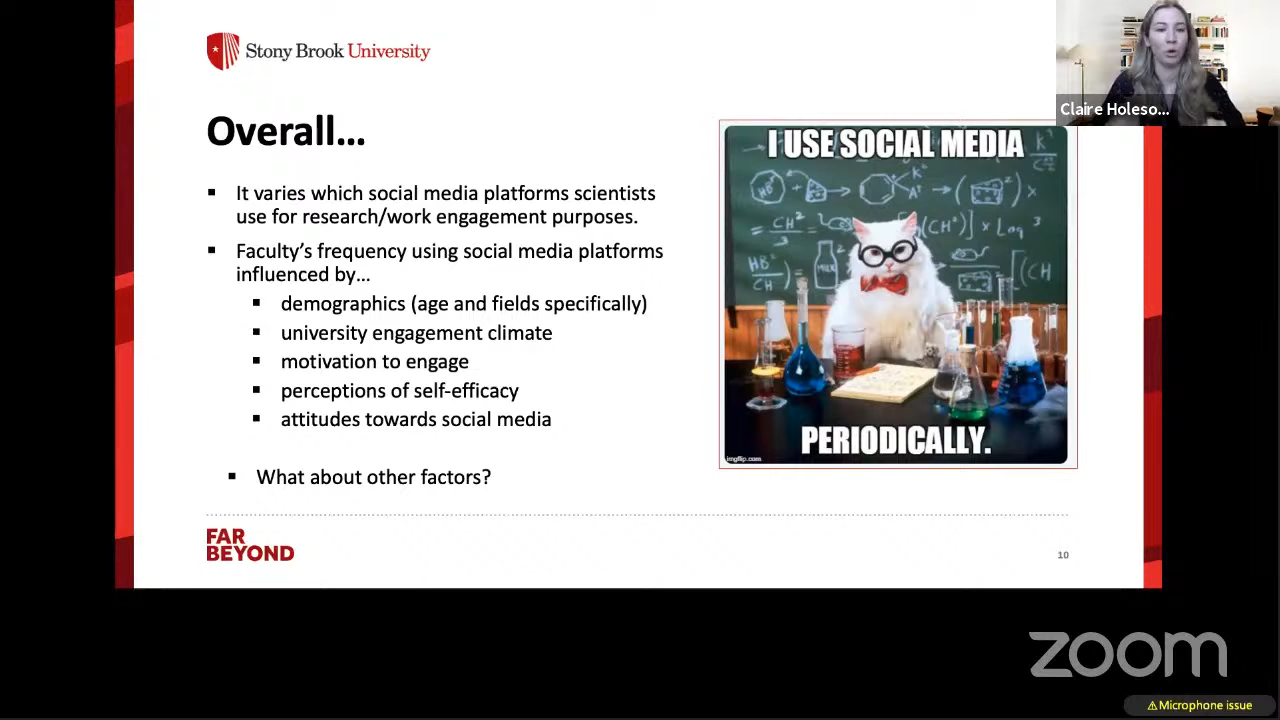 Stony Brook University
Claire Holeso...
Overall...
It varies which social media platforms scientists
use for research/work engagement purposes.
Faculty's frequency using social media platforms
influenced by...
demographics (age and fields specifically)
university engagement climate
motivation to engage
perceptions of self-efficacy
attitudes towards social media
What about other factors?
I USE SOCIAL MEDIA
MILK
PERIODICALLY.
imgflip.com
FAR
BEYOND
10
zoom
Microphone issue